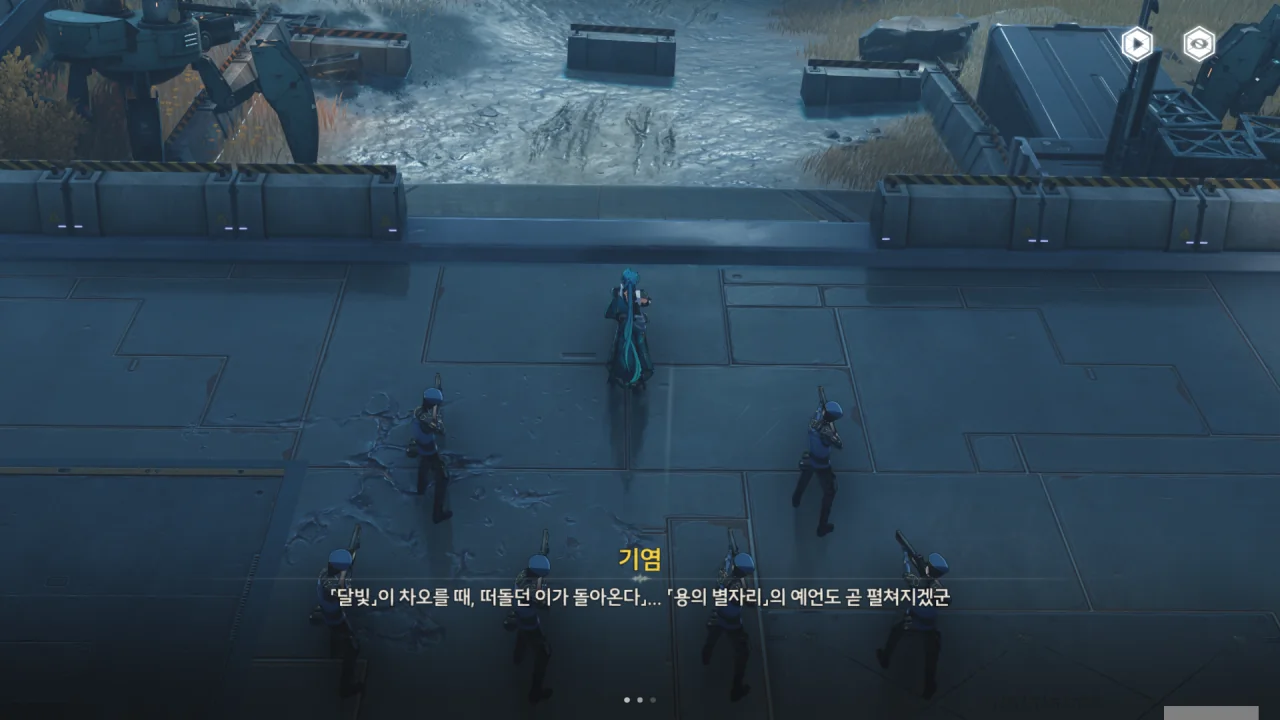 기염
「달빛」이 차오를 때, 떠돌던 이가 돌아온다」... 「용의 별자리」의 예언도 곧 펼쳐지겠군